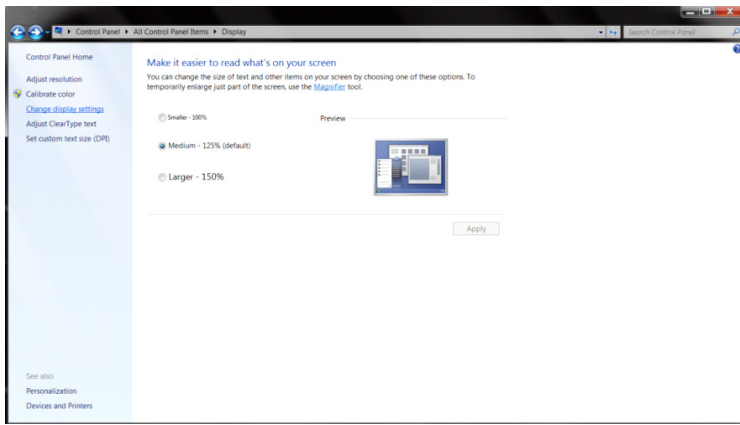 Control Panel ▸ All Control Panel Items ▸ Display
Search Control Panel
Control Panel Home
Adjust resolution
Calibrate color
Change display settings
Adjust ClearType text
Set custom text size (DPI)
Make it easier to read what's on your screen
You can change the size of text and other items on your screen by choosing one of these options. To
temporarily enlarge just part of the screen, use the Magnifier tool.
Smaller - 100%
Preview
Medium - 125% (default)
Larger - 150%
Apply
See also
Personalization
Devices and Printers